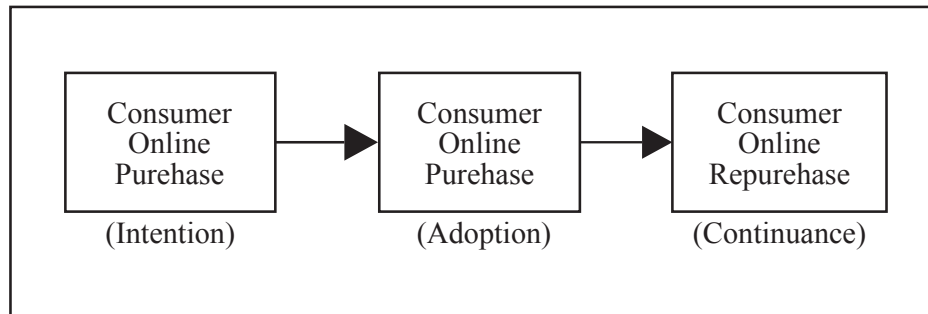 Consumer
Online
Purehase
(Intention)
Consumer
Online
Purehase
(Adoption)
Consumer
Online
Repurehase
(Continuance)